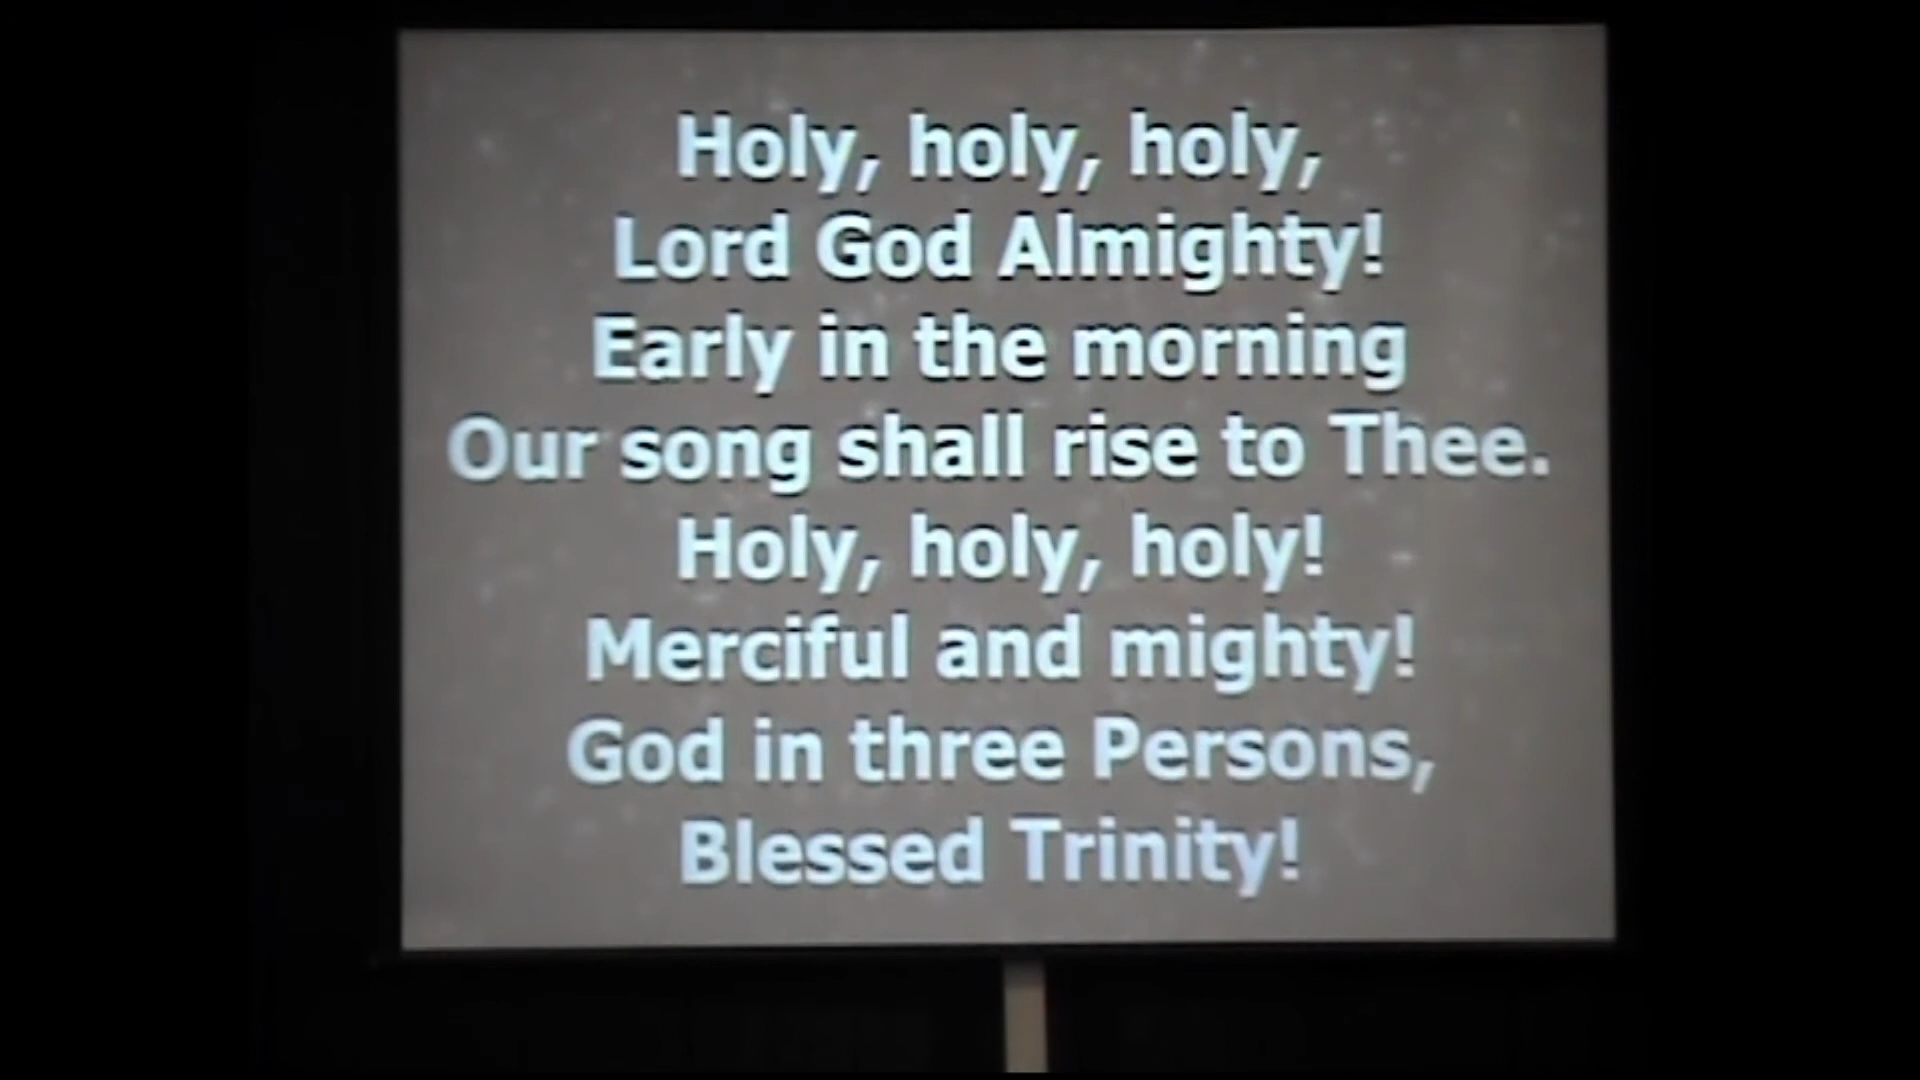 Holy, holy, holy,
Lord God Almighty!
Early in the morning
Our song shall rise to Thee.
Holy, holy, holy!
Merciful and mighty!
God in three Persons,
Blessed Trinity!